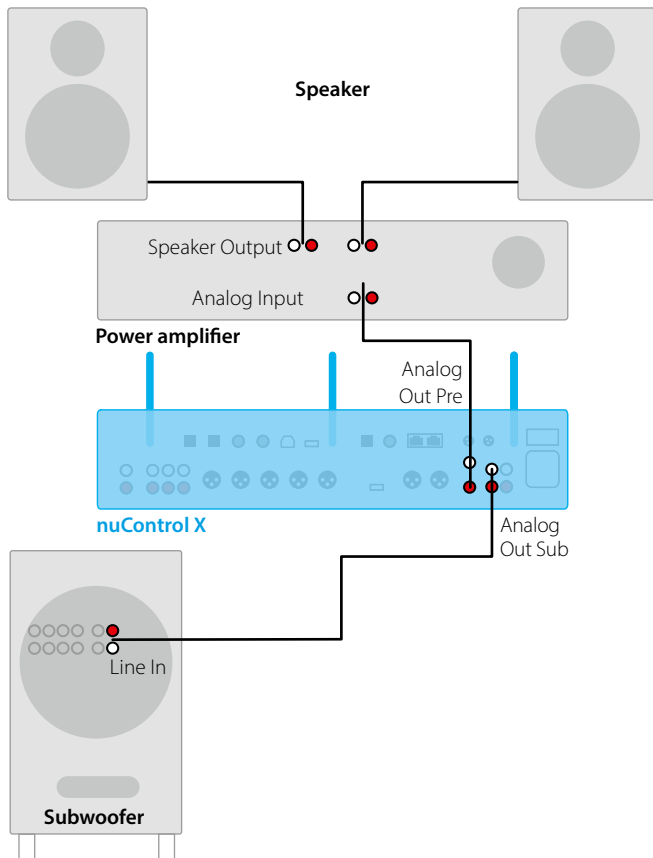 Speaker
Speaker Output
Analog Input
Power amplifier
Analog
Out Pre
nuControl X
Analog
Out Sub
Line In
Subwoofer